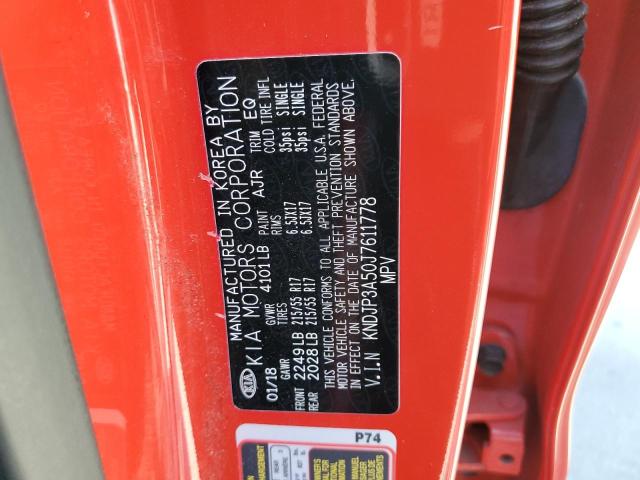 MANUFACTURED IN KOREA BY
KIA MOTORS CORPORATION
KIA
01/18 GVWR 4101LB PAINT AJR TRIM EQ
GAWR TIRES RIMS COLD TIRE INFL
FRONT 2249LB 215/55 R17 6.5JX17 35psi SINGLE
REAR 2028LB 215/55 R17 6.5JX17 35psi SINGLE
THIS VEHICLE CONFORMS TO ALL APPLICABLE U.S.A. FEDERAL
MOTOR VEHICLE SAFETY AND THEFT PREVENTION STANDARDS
IN EFFECT ON THE DATE OF MANUFACTURE SHOWN ABOVE.
V.I.N KNDJP3A50J7611778
MPV
P74